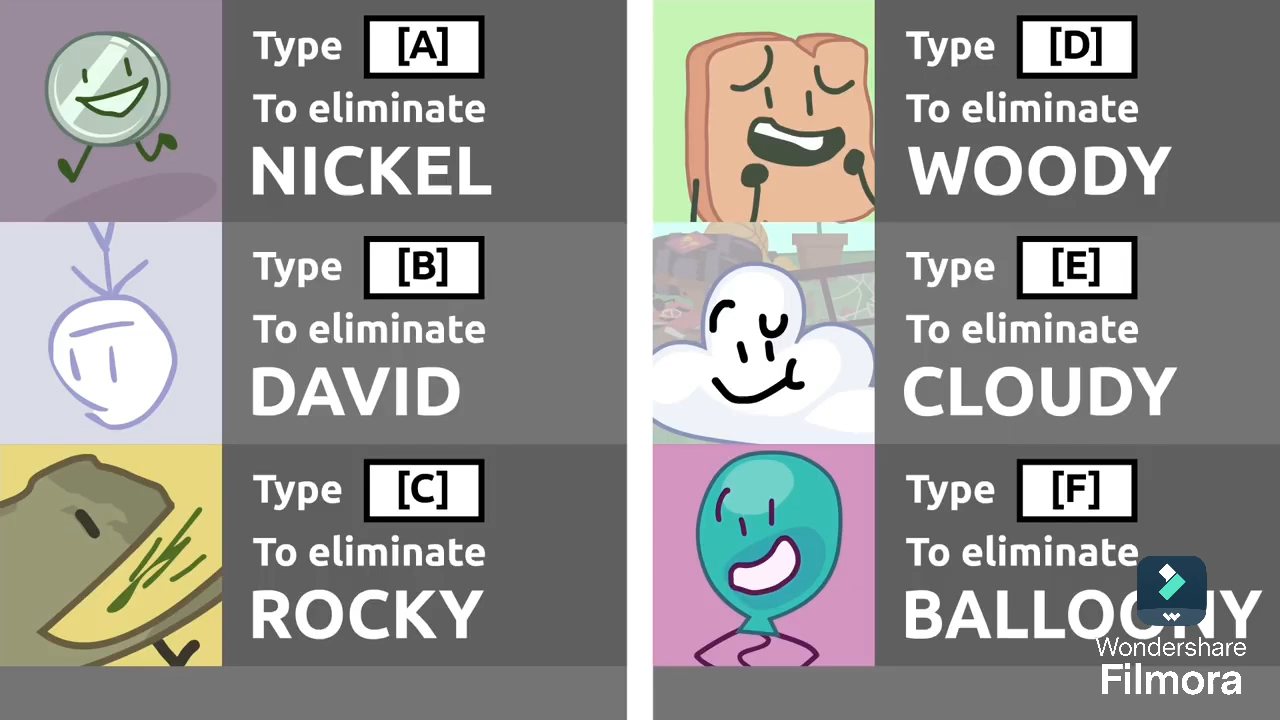 Type [A]
To eliminate
NICKEL
Type [B]
To eliminate
DAVID
Type [C]
To eliminate
ROCKY
Type [D]
To eliminate
WOODY
Type [E]
To eliminate
CLOUDY
Type [F]
To eliminate
BALLOONY
Wondershare
Filmora